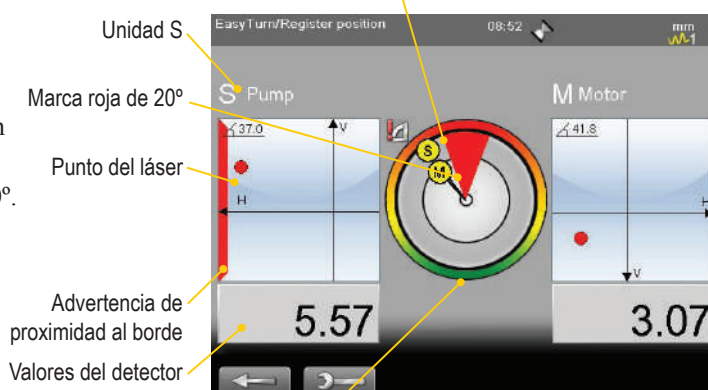 EasyTurn/Register position 08:52 mm
1
Unidad S
S Pump
M Motor
Marca roja de 20º
37.0
V
41.8
S
M
H
H
Punto del láser
º.
V
Advertencia de
proximidad al borde
5.57
3.07
Valores del detector